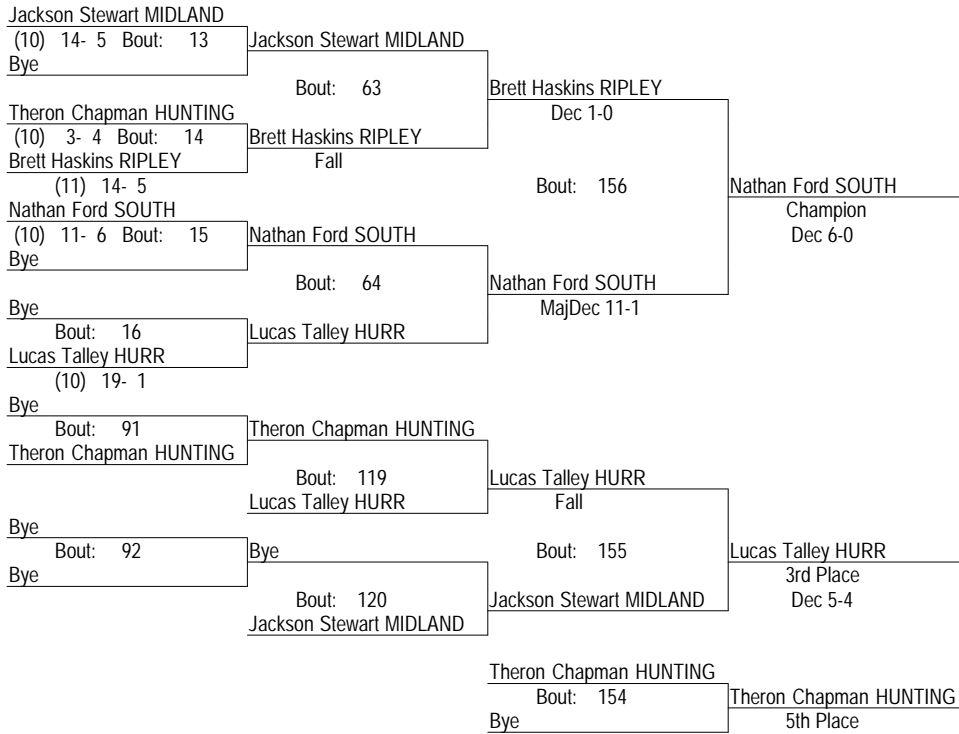 Jackson Stewart MIDLAND
(10) 14- 5 Bout: 13
Jackson Stewart MIDLAND
Bye
Bout: 63
Brett Haskins RIPLEY
Theron Chapman HUNTING
Dec 1-0
(10) 3- 4 Bout: 14
Brett Haskins RIPLEY
Brett Haskins RIPLEY
Fall
(11) 14- 5
Bout: 156
Nathan Ford SOUTH
Nathan Ford SOUTH
Champion
(10) 11- 6 Bout: 15
Nathan Ford SOUTH
Dec 6-0
Bye
Bout: 64
Nathan Ford SOUTH
Bye
MajDec 11-1
Bout: 16
Lucas Talley HURR
Lucas Talley HURR
(10) 19- 1
Bye
Bout: 91
Theron Chapman HUNTING
Theron Chapman HUNTING
Bout: 119
Lucas Talley HURR
Lucas Talley HURR
Fall
Bye
Bout: 92
Bye
Bout: 155
Lucas Talley HURR
Bye
3rd Place
Bout: 120
Jackson Stewart MIDLAND
Dec 5-4
Jackson Stewart MIDLAND
Theron Chapman HUNTING
Bout: 154
Theron Chapman HUNTING
Bye
5th Place